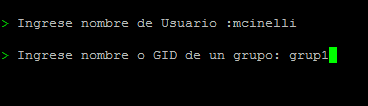 > Ingrese nombre de Usuario :mcinelli
> Ingrese nombre o GID de un grupo: grup1